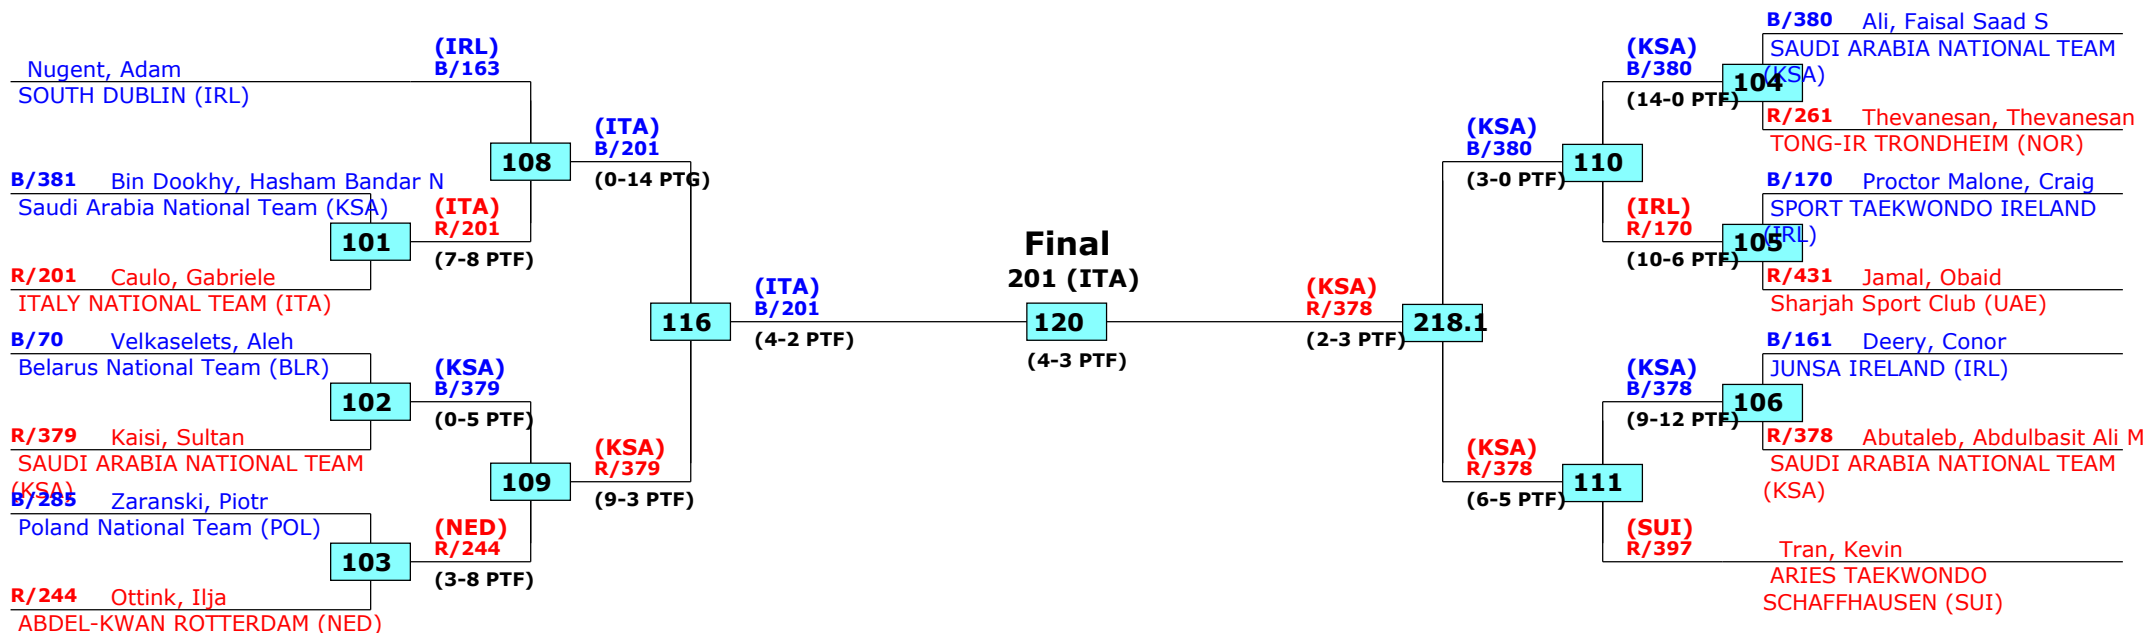 (IRL)
B/163
Nugent, Adam
SOUTH DUBLIN (IRL)
108
(ITA)
B/201
(0-14 PTG)
B/381 Bin Dookhy, Hasham Bandar N
Saudi Arabia National Team (KSA)
101
(ITA)
R/201
(7-8 PTF)
R/201 Caulo, Gabriele
ITALY NATIONAL TEAM (ITA)
116
(ITA)
B/201
(4-2 PTF)
B/70 Velkaselets, Aleh
Belarus National Team (BLR)
102
(KSA)
B/379
(0-5 PTF)
R/379 Kaisi, Sultan
SAUDI ARABIA NATIONAL TEAM
(KSA)
109
(KSA)
R/379
(9-3 PTF)
B/285 Zaranski, Piotr
Poland National Team (POL)
103
(NED)
R/244
(3-8 PTF)
R/244 Ottink, Ilja
ABDEL-KWAN ROTTERDAM (NED)
Final
201 (ITA)
120
(4-3 PTF)
(KSA)
R/378
(2-3 PTF)
218.1
(KSA)
B/380
(3-0 PTF)
110
(KSA)
B/380
(14-0 PTF)
104
B/380 Ali, Faisal Saad S
SAUDI ARABIA NATIONAL TEAM
(KSA)
R/261 Thevanesan, Thevanesan
TONG-IR TRONDHEIM (NOR)
(IRL)
R/170
(10-6 PTF)
105
B/170 Proctor Malone, Craig
SPORT TAEKWONDO IRELAND
(IRL)
R/431 Jamal, Obaid
Sharjah Sport Club (UAE)
(KSA)
R/378
(6-5 PTF)
111
(KSA)
B/378
(9-12 PTF)
106
B/161 Deery, Conor
JUNSA IRELAND (IRL)
R/378 Abutaleb, Abdulbasit Ali M
SAUDI ARABIA NATIONAL TEAM
(KSA)
(SUI)
R/397
Tran, Kevin
ARIES TAEKWONDO
SCHAFFHAUSEN (SUI)